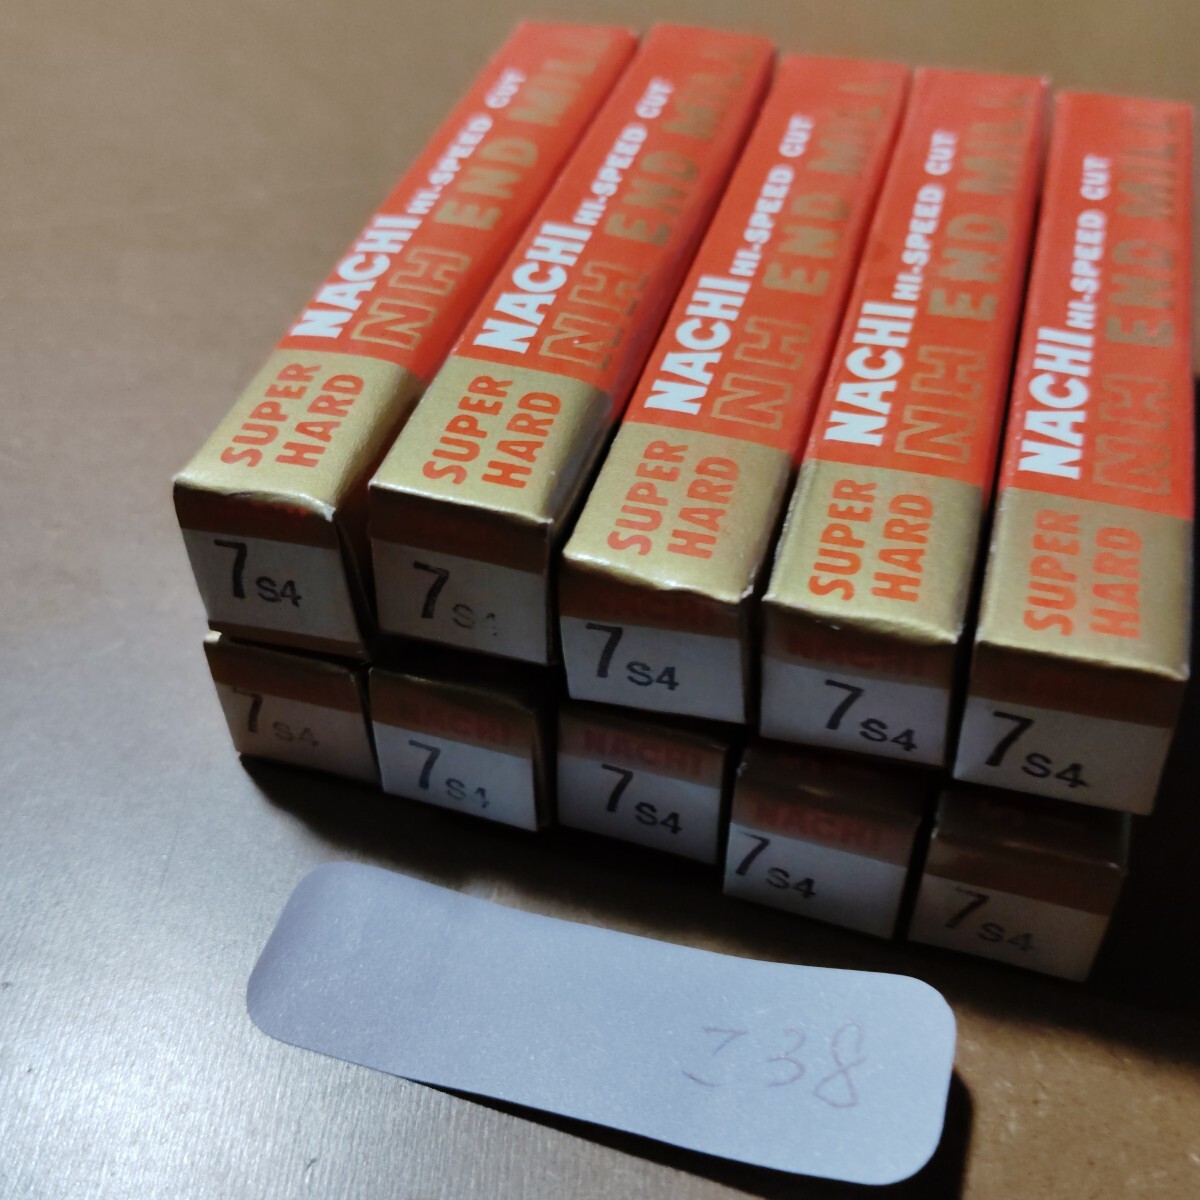 NACHI HI-SPEED CUT
NH END MILL
SUPER
HARD
7 S4
NACHI HI-SPEED CUT
NH END MILL
SUPER
HARD
7 S4
NACHI HI-SPEED CUT
NH END MILL
SUPER
HARD
7 S4
NACHI HI-SPEED CUT
NH END MILL
SUPER
HARD
NACHI
7 S4
NACHI HI-SPEED CUT
NH END MILL
SUPER
HARD
7 S4
7 S4
NACHI
7 S4
NACHI
7 S4
NACHI
7 S4
7 S4
338